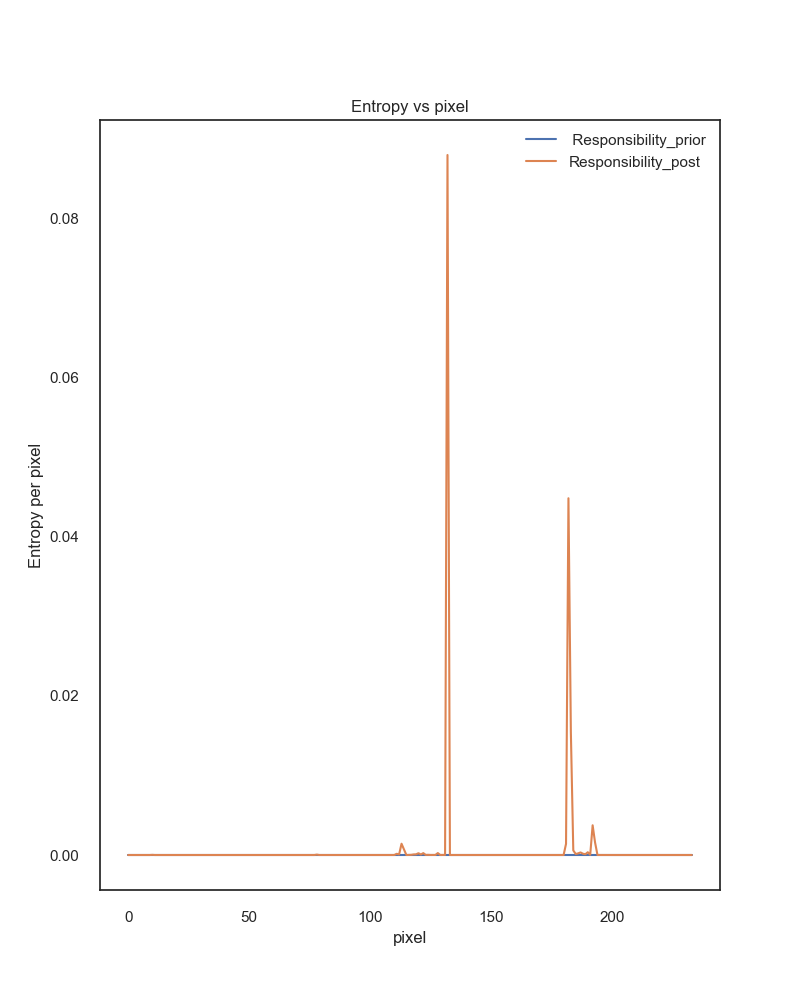 Entropy vs pixel
Responsibility_prior
Responsibility_post
Entropy per pixel
0.08
0.06
0.04
0.02
0.00
0 50 100 150 200
pixel